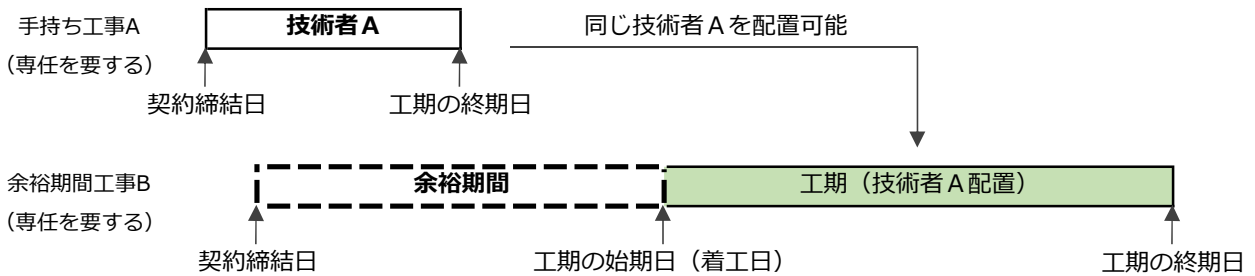 手持ち工事A
（専任を要する）
技術者A
同じ技術者Aを配置可能
契約締結日
工期の終期日
余裕期間工事B
（専任を要する）
余裕期間
工期（技術者A配置）
契約締結日
工期の始期日（着工日）
工期の終期日